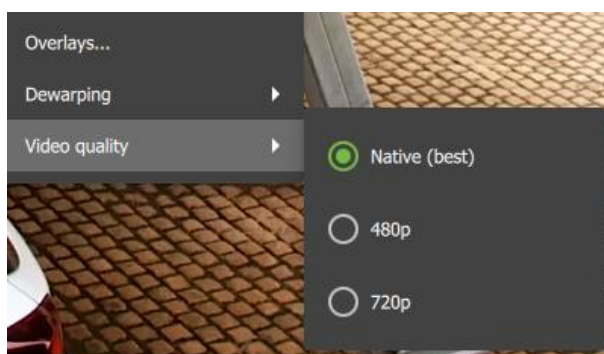 Overlays...
Dewarping
Video quality
Native (best)
480p
720p